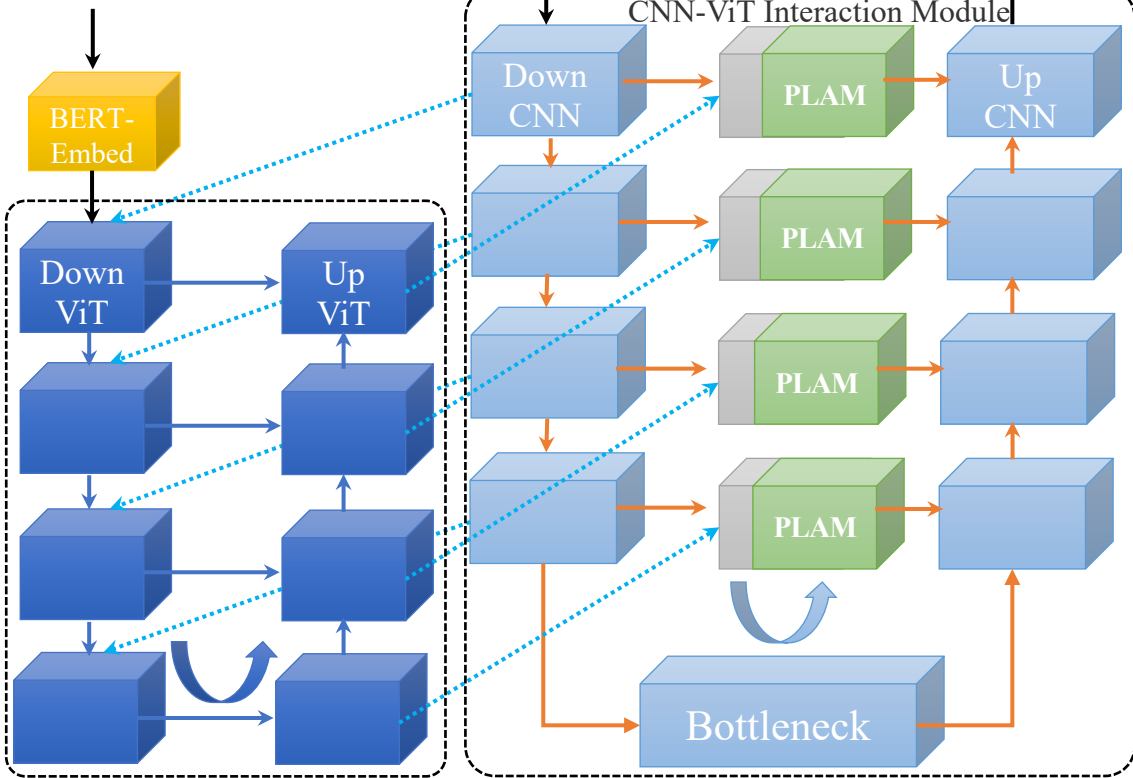 CNN-ViT Interaction Module
Down
CNN
PLAM
Up
CNN
BERT-
Embed
PLAM
Down
ViT
Up
ViT
PLAM
PLAM
Bottleneck